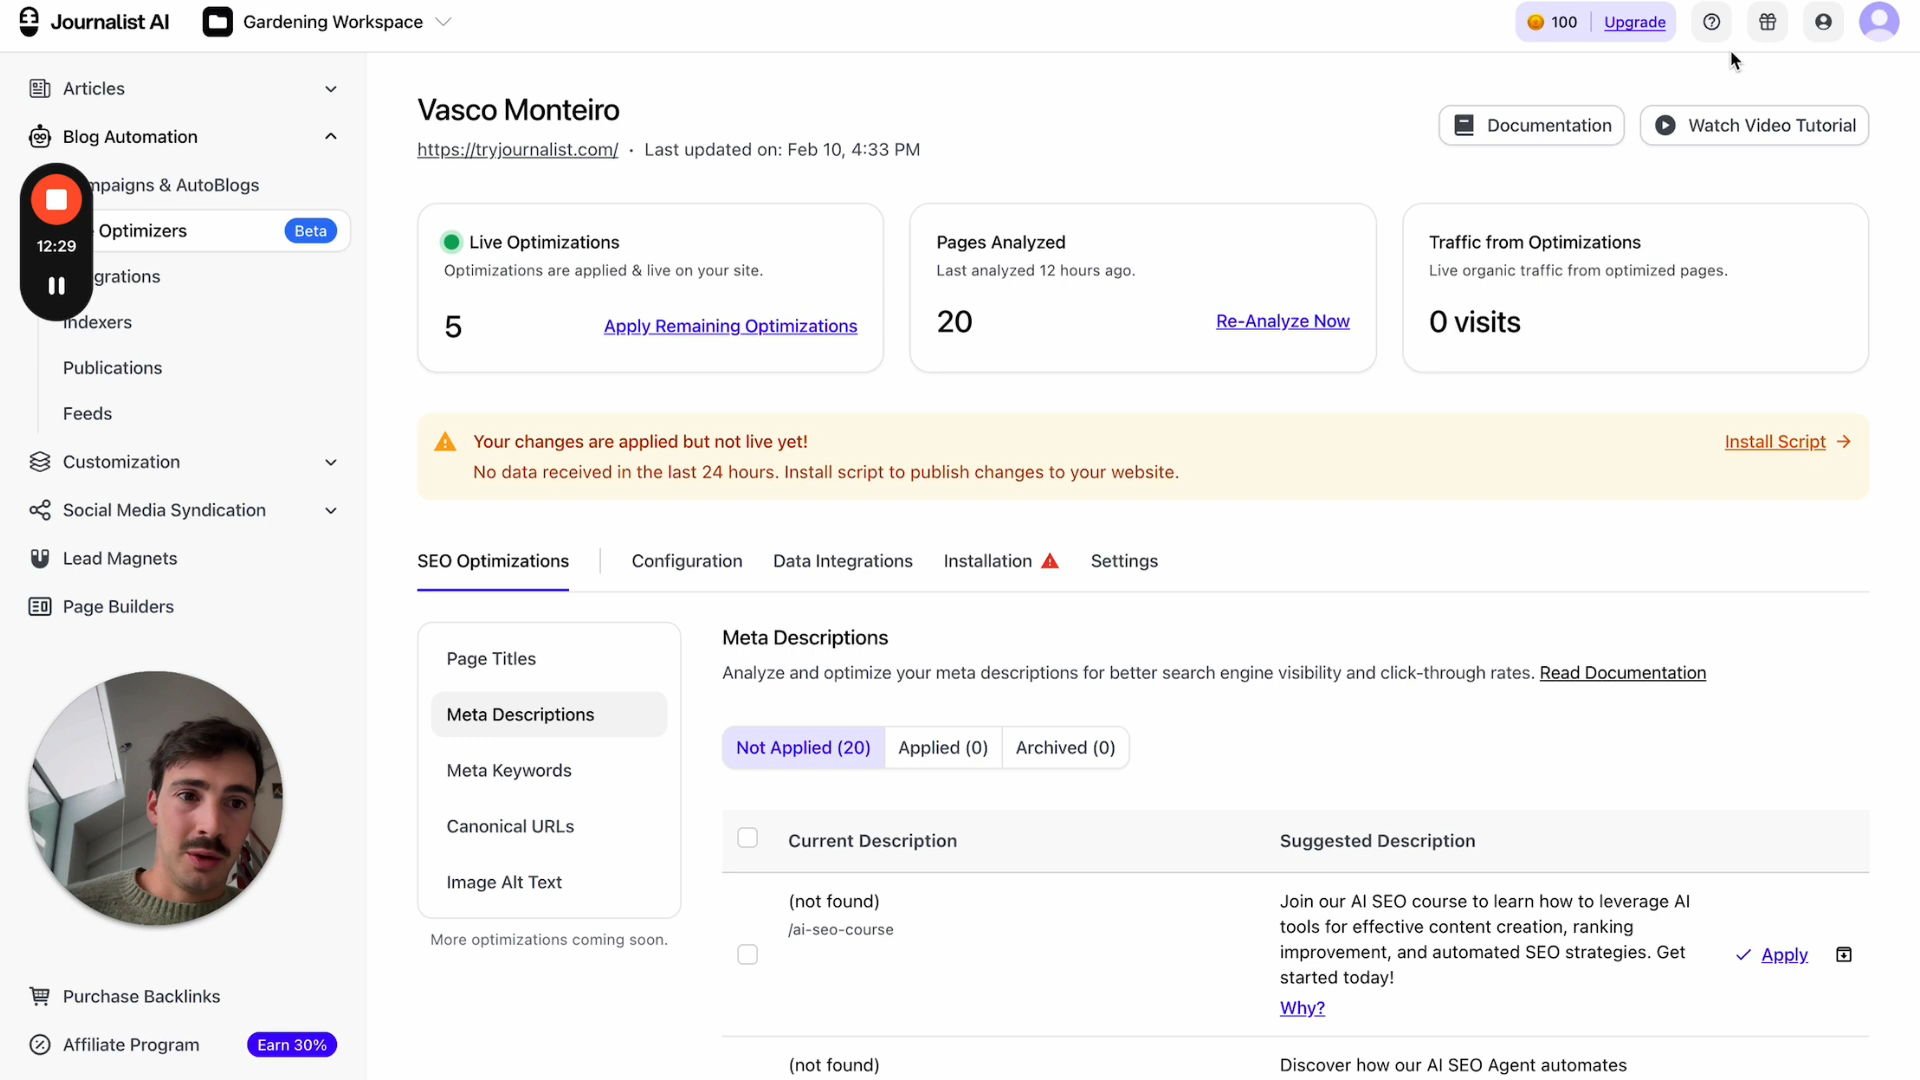 Journalist AI
Gardening Workspace
100
Upgrade
Articles
Blog Automation
mpaigns & AutoBlogs
Optimizers
Beta
12:29
grations
Indexers
Publications
Feeds
Customization
Social Media Syndication
Lead Magnets
Page Builders
Purchase Backlinks
Affiliate Program
Earn 30%
Vasco Monteiro
https://tryjournalist.com/ · Last updated on: Feb 10, 4:33 PM
Documentation
Watch Video Tutorial
Live Optimizations
Optimizations are applied & live on your site.
5
Apply Remaining Optimizations
Pages Analyzed
Last analyzed 12 hours ago.
20
Re-Analyze Now
Traffic from Optimizations
Live organic traffic from optimized pages.
0 visits
Your changes are applied but not live yet!
No data received in the last 24 hours. Install script to publish changes to your website.
Install Script
SEO Optimizations
Configuration
Data Integrations
Installation
Settings
Page Titles
Meta Descriptions
Meta Keywords
Canonical URLs
Image Alt Text
More optimizations coming soon.
Meta Descriptions
Analyze and optimize your meta descriptions for better search engine visibility and click-through rates. Read Documentation
Not Applied (20)
Applied (0)
Archived (0)
Current Description
Suggested Description
(not found)
/ai-seo-course
Join our AI SEO course to learn how to leverage AI
tools for effective content creation, ranking
improvement, and automated SEO strategies. Get
started today!
Why?
Apply
(not found)
Discover how our AI SEO Agent automates